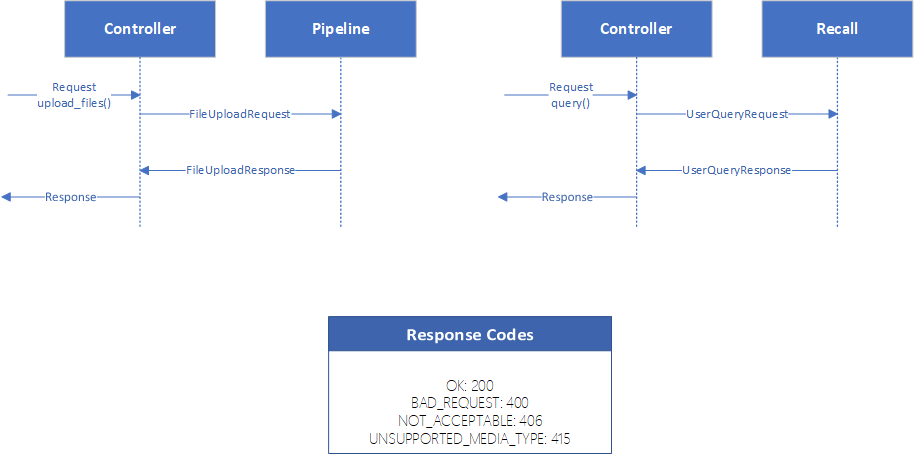 Controller
Pipeline
Request
upload_files()
FileUploadRequest
FileUploadResponse
Response
Controller
Recall
Request
query()
UserQueryRequest
UserQueryResponse
Response
Response Codes
OK: 200
BAD_REQUEST: 400
NOT_ACCEPTABLE: 406
UNSUPPORTED_MEDIA_TYPE: 415